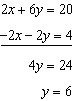 2x + 6y = 20
−2x − 2y = 4
4y = 24
y = 6